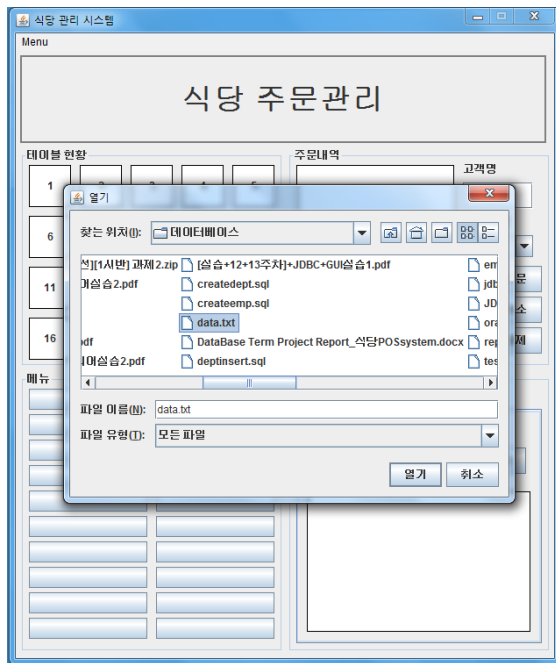 식당 관리 시스템
Menu
식당 주문관리
테이블 현황
주문내역
고객명
1
6
11
16
메뉴
열기
찾는 위치(I):
데이터베이스
[실습+12+13주차]+JDBC+GUI실습1.pdf
createdept.sql
createemp.sql
data.txt
DataBase Term Project Report_식당POSsystem.docx
deptinsert.sql
파일 이름(N): data.txt
파일 유형(T): 모든 파일
열기
취소